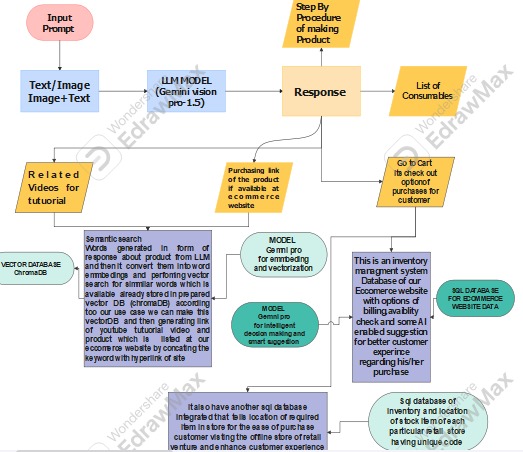 Input
Prompt
Step By
Procedure
of making
Product
Text/Image
Image+Text
LLM MODEL
(Gemini vision
pro-1.5)
Response
List of
Consumables
Related
Videos for
tutuorial
Purchasing link
of the product
if available at
ecommerce
website
Go to Cart
its check out
option of
purchases for
customer
Semantic search
Words generated in form of
response about product from LLM
and then it convert them into word
embeddings and perforimg vector
search for similar words which is
available already stored in prepared
vector DB (chromaDB) according
too our use case we can make this
vectorDB and then generating link
of youtube tutuorial video and
product which is listed at our
ecomerce website by concating the
keyword with hyperlink of site
VECTOR DATABASE
ChromaDB
MODEL
Gemini pro
for embeding
and vectorization
MODEL
Gemini pro
for intelligent
decision making and
smart suggestion
This is an inventory
managment system
Database of our
Eccomerce website
with options of
billing,avaiblity
check and some AI
enabled suggestion
for better customer
experince
regarding his/her
purchase
SQL DATABASE
FOR EDOMMERCE
WEBSITE DATA
It also have another sql database
integrated that tells location of required
item in store for the ease of purchase
customer visting the offline store of retail
venture and enhance customer experience
Sql database of
inventory and location
of stock item of each
particular retail store
having unique code
Wondershare
EdrawMax
Wondershare
EdrawMax
Wondershare
EdrawMax
Wondershare
EdrawMax